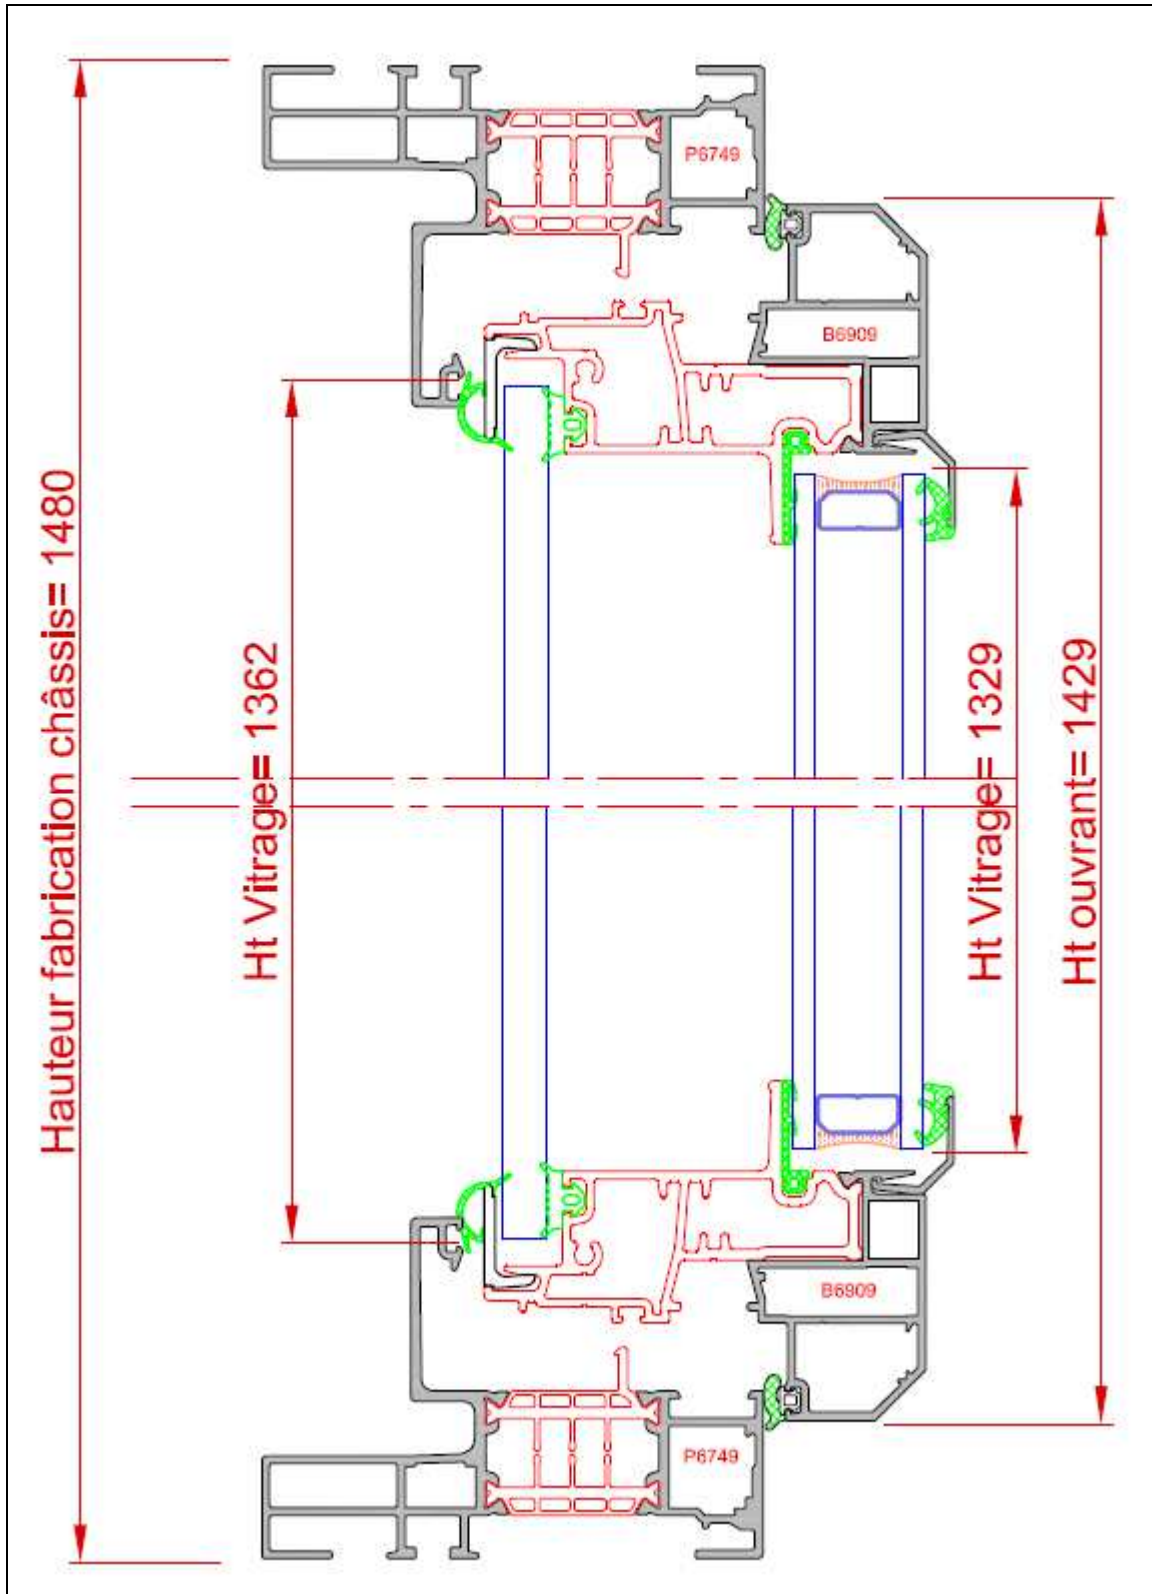 P6749
B6909
Hauteur fabrication châssis= 1480
Ht Vitrage= 1362
Ht Vitrage= 1329
Ht ouvrant= 1429
B6909
P6749